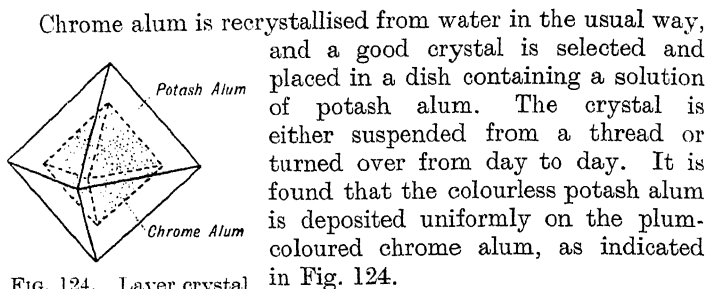 Chrome alum is recrystallised from water in the usual way,
and a good crystal is selected and
placed in a dish containing a solution
of potash alum. The crystal is
either suspended from a thread or
turned over from day to day. It is
found that the colourless potash alum
is deposited uniformly on the plum-
coloured chrome alum, as indicated
in Fig. 124.
Potash Alum
Chrome Alum
FIG. 124. Layer crystal